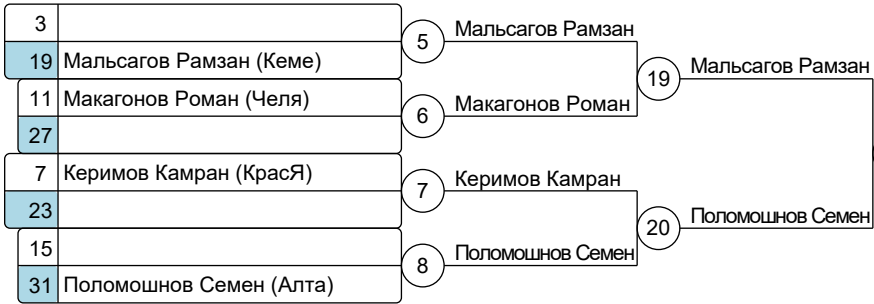 3
19 Мальсагов Рамзан (Кеме)
11 Макагонов Роман (Челя)
27
7 Керимов Камран (КрасЯ)
23
15
31 Поломошнов Семен (Алта)
5 Мальсагов Рамзан
6 Макагонов Роман
7 Керимов Камран
8 Поломошнов Семен
19 Мальсагов Рамзан
20 Поломошнов Семен